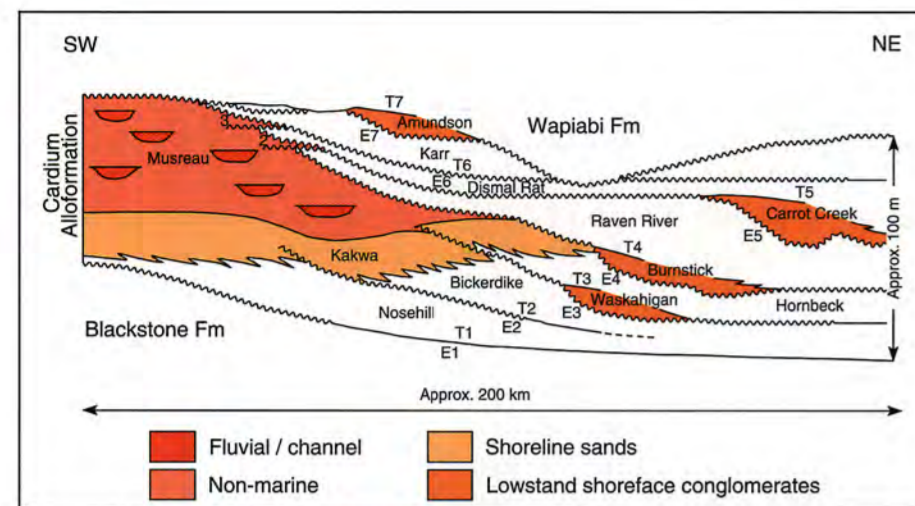 SW
NE
T7
Amundson
E7
Wapiabi Fm
3
Karr
2
T6
E6
Dismal Rat
Musreau
Cardium
Alloformation
T5
Carrot Creek
E5
Raven River
Approx. 100 m
Kakwa
T4
E4
Burnstick
Bickerdike
T3
E3
Waskahigan
Hornbeck
Nosehill
T2
E2
Blackstone Fm
T1
E1
Approx. 200 km
Fluvial / channel
Shoreline sands
Non-marine
Lowstand shoreface conglomerates